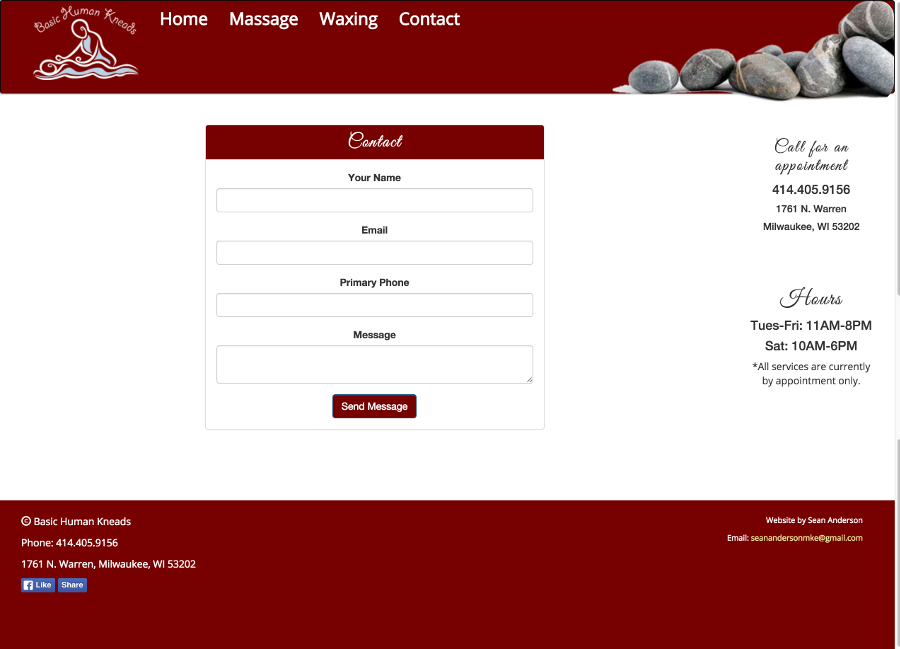 Basic Human Kneads
Home Massage Waxing Contact
Contact
Your Name
Email
Primary Phone
Message
Send Message
Call for an
appointment
414.405.9156
1761 N. Warren
Milwaukee, WI 53202
Hours
Tues-Fri: 11AM-8PM
Sat: 10AM-6PM
*All services are currently
by appointment only.
© Basic Human Kneads
Phone: 414.405.9156
1761 N. Warren, Milwaukee, WI 53202
Like Share
Website by Sean Anderson
Email: seanandersonmke@gmail.com